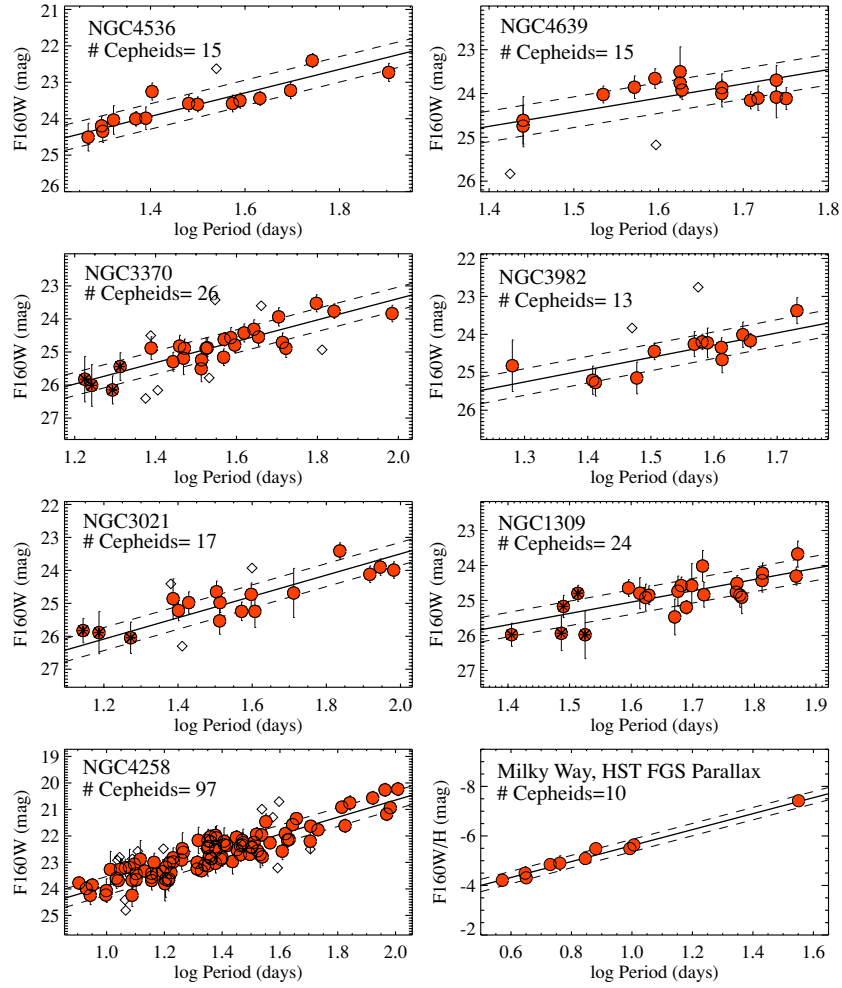 NGC4536
# Cepheids= 15
F160W (mag)
21
22
23
24
25
26
1.4
1.6
1.8
log Period (days)
NGC4639
# Cepheids= 15
F160W (mag)
23
24
25
26
1.4
1.5
1.6
1.7
1.8
log Period (days)
NGC3370
# Cepheids= 26
F160W (mag)
23
24
25
26
27
1.2
1.4
1.6
1.8
2.0
log Period (days)
NGC3982
# Cepheids= 13
F160W (mag)
22
23
24
25
26
1.3
1.4
1.5
1.6
1.7
log Period (days)
NGC3021
# Cepheids= 17
F160W (mag)
22
23
24
25
26
27
1.2
1.4
1.6
1.8
2.0
log Period (days)
NGC1309
# Cepheids= 24
F160W (mag)
23
24
25
26
27
1.4
1.5
1.6
1.7
1.8
1.9
log Period (days)
NGC4258
# Cepheids= 97
F160W (mag)
19
20
21
22
23
24
25
1.0
1.2
1.4
1.6
1.8
2.0
log Period (days)
Milky Way, HST FGS Parallax
# Cepheids=10
F160W/H (mag)
-8
-6
-4
-2
0.6
0.8
1.0
1.2
1.4
1.6
log Period (days)